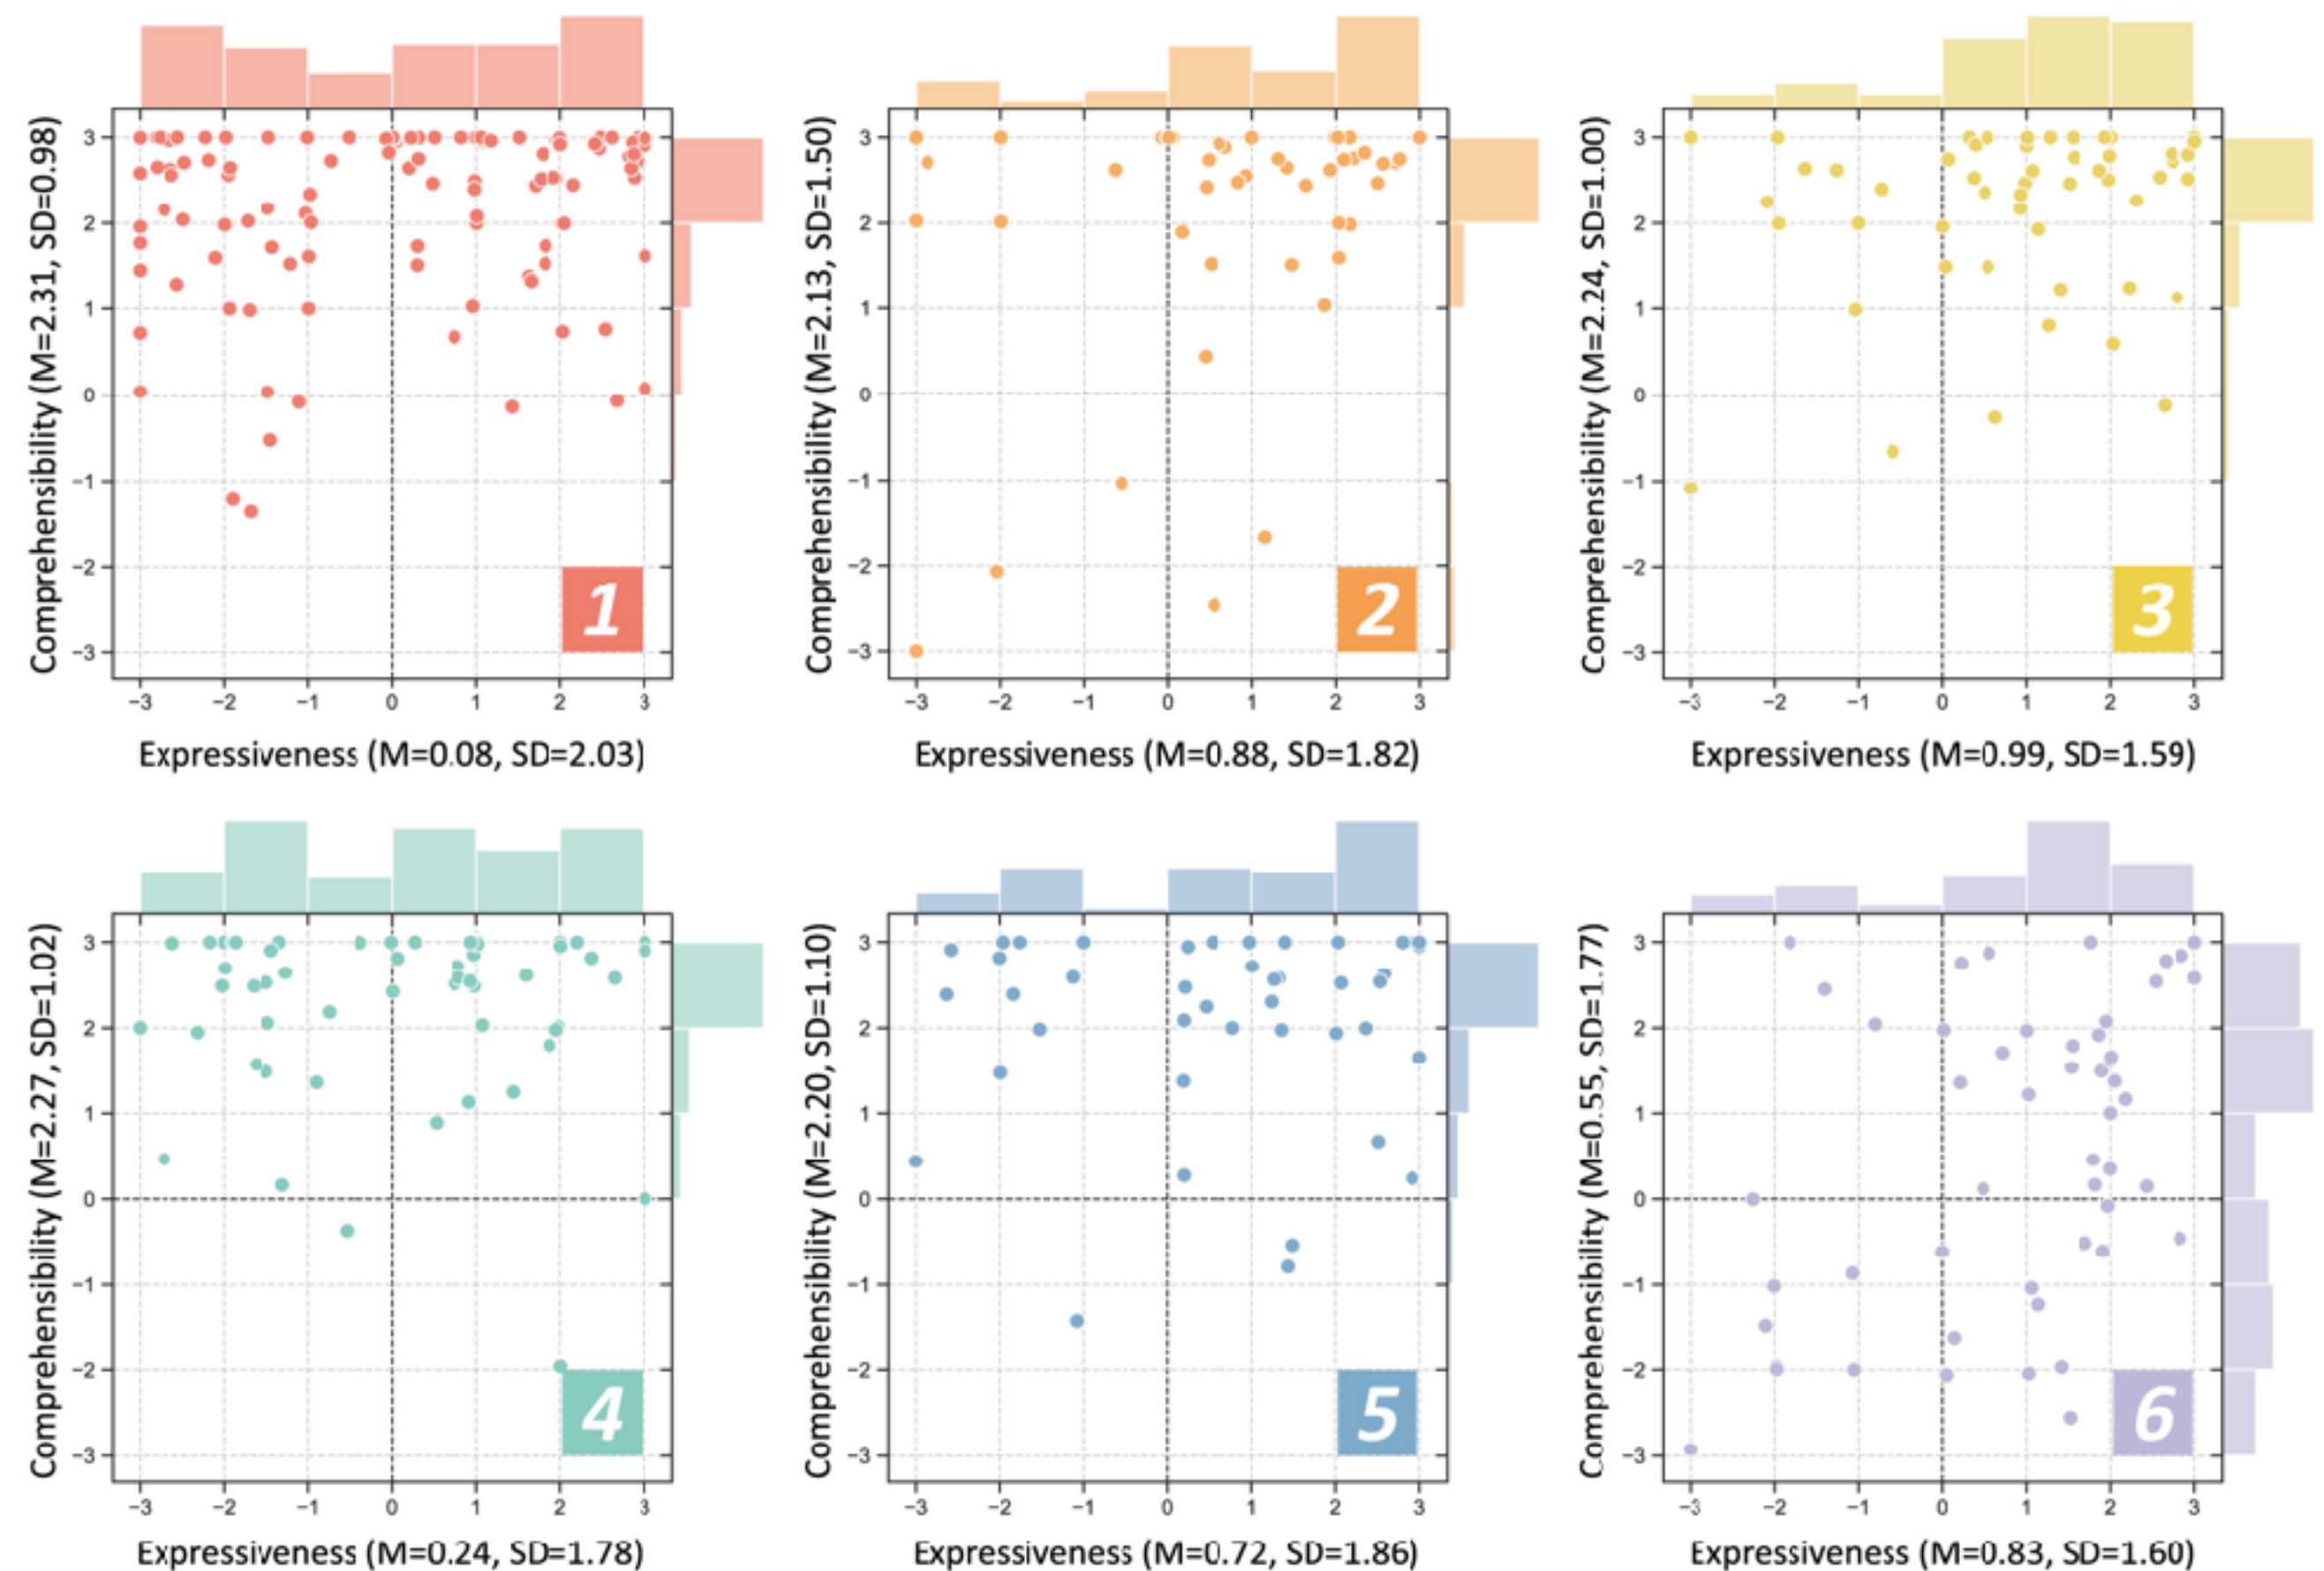 Comprehensibility (M=2.31, SD=0.98)
3
2
1
0
−1
−2
−3
1
−3 −2 −1 0 1 2 3
Expressiveness (M=0.08, SD=2.03)
Comprehensibility (M=2.13, SD=1.50)
3
2
1
0
−1
−2
−3
2
−3 −2 −1 0 1 2 3
Expressiveness (M=0.88, SD=1.82)
Comprehensibility (M=2.24, SD=1.00)
3
2
1
0
−1
−2
−3
3
−3 −2 −1 0 1 2 3
Expressiveness (M=0.99, SD=1.59)
Comprehensibility (M=2.27, SD=1.02)
3
2
1
0
−1
−2
−3
4
−3 −2 −1 0 1 2 3
Expressiveness (M=0.24, SD=1.78)
Comprehensibility (M=2.20, SD=1.10)
3
2
1
0
−1
−2
−3
5
−3 −2 −1 0 1 2 3
Expressiveness (M=0.72, SD=1.86)
Comprehensibility (M=0.55, SD=1.77)
3
2
1
0
−1
−2
−3
6
−3 −2 −1 0 1 2 3
Expressiveness (M=0.83, SD=1.60)